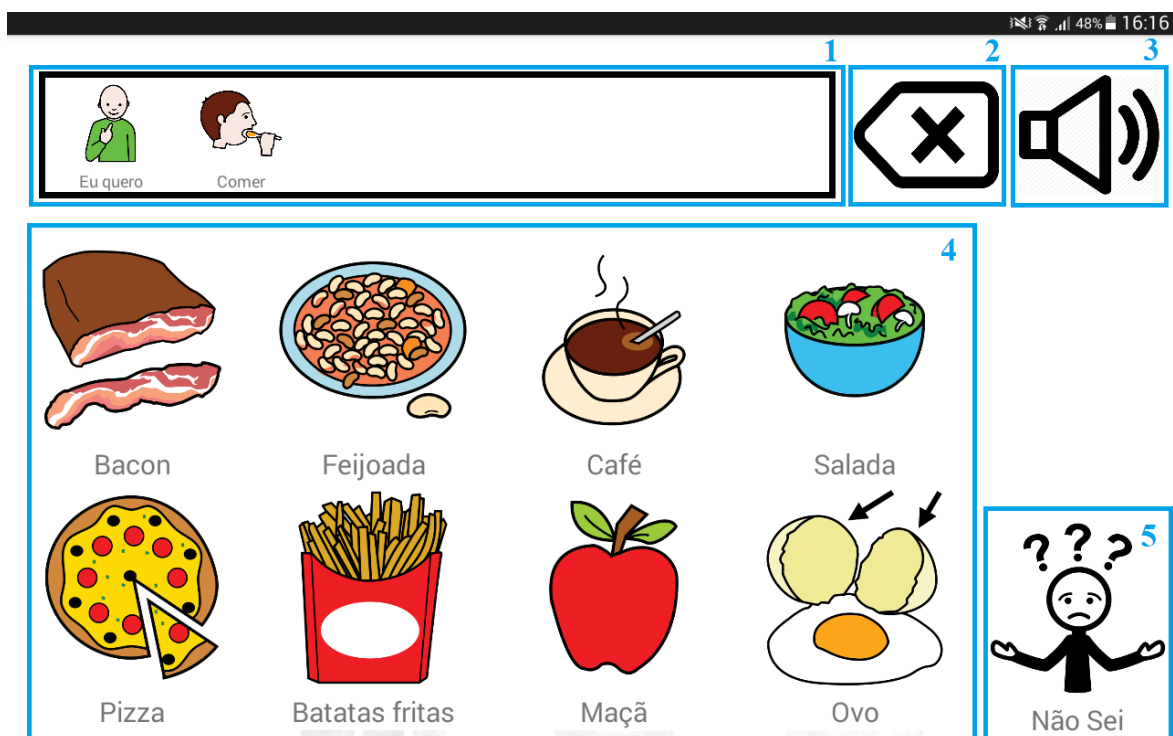 48% 16:16
1 2 3
Eu quero Comer
4
Bacon Feijoada Café Salada
5
Pizza Batatas fritas Maçã Ovo Não Sei